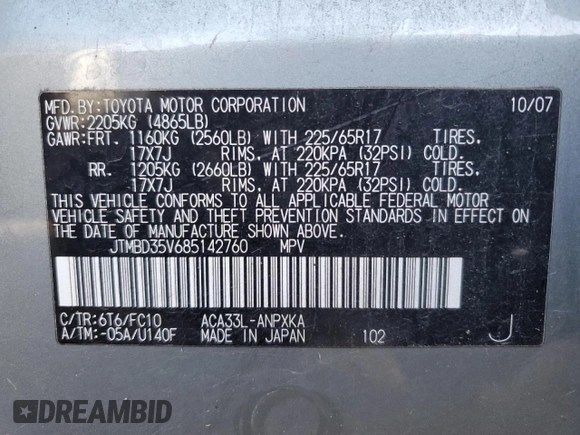 MFD.BY:TOYOTA MOTOR CORPORATION 10/07
GVWR:2205KG (4865LB)
GAWR:FRT. 1160KG (2560LB) WITH 225/65R17 TIRES,
17X7J RIMS, AT 220KPA (32PSI) COLD.
RR. 1205KG (2660LB) WITH 225/65R17 TIRES,
17X7J RIMS, AT 220KPA (32PSI) COLD.
THIS VEHICLE CONFORMS TO ALL APPLICABLE FEDERAL MOTOR
VEHICLE SAFETY AND THEFT PREVENTION STANDARDS IN EFFECT ON
THE DATE OF MANUFACTURE SHOWN ABOVE.
JTMBD35V685142760 MPV
C/TR:6T6/FC10 ACA33L-ANPXKA
A/TM:-05A/U140F MADE IN JAPAN 102 J
DREAMBID